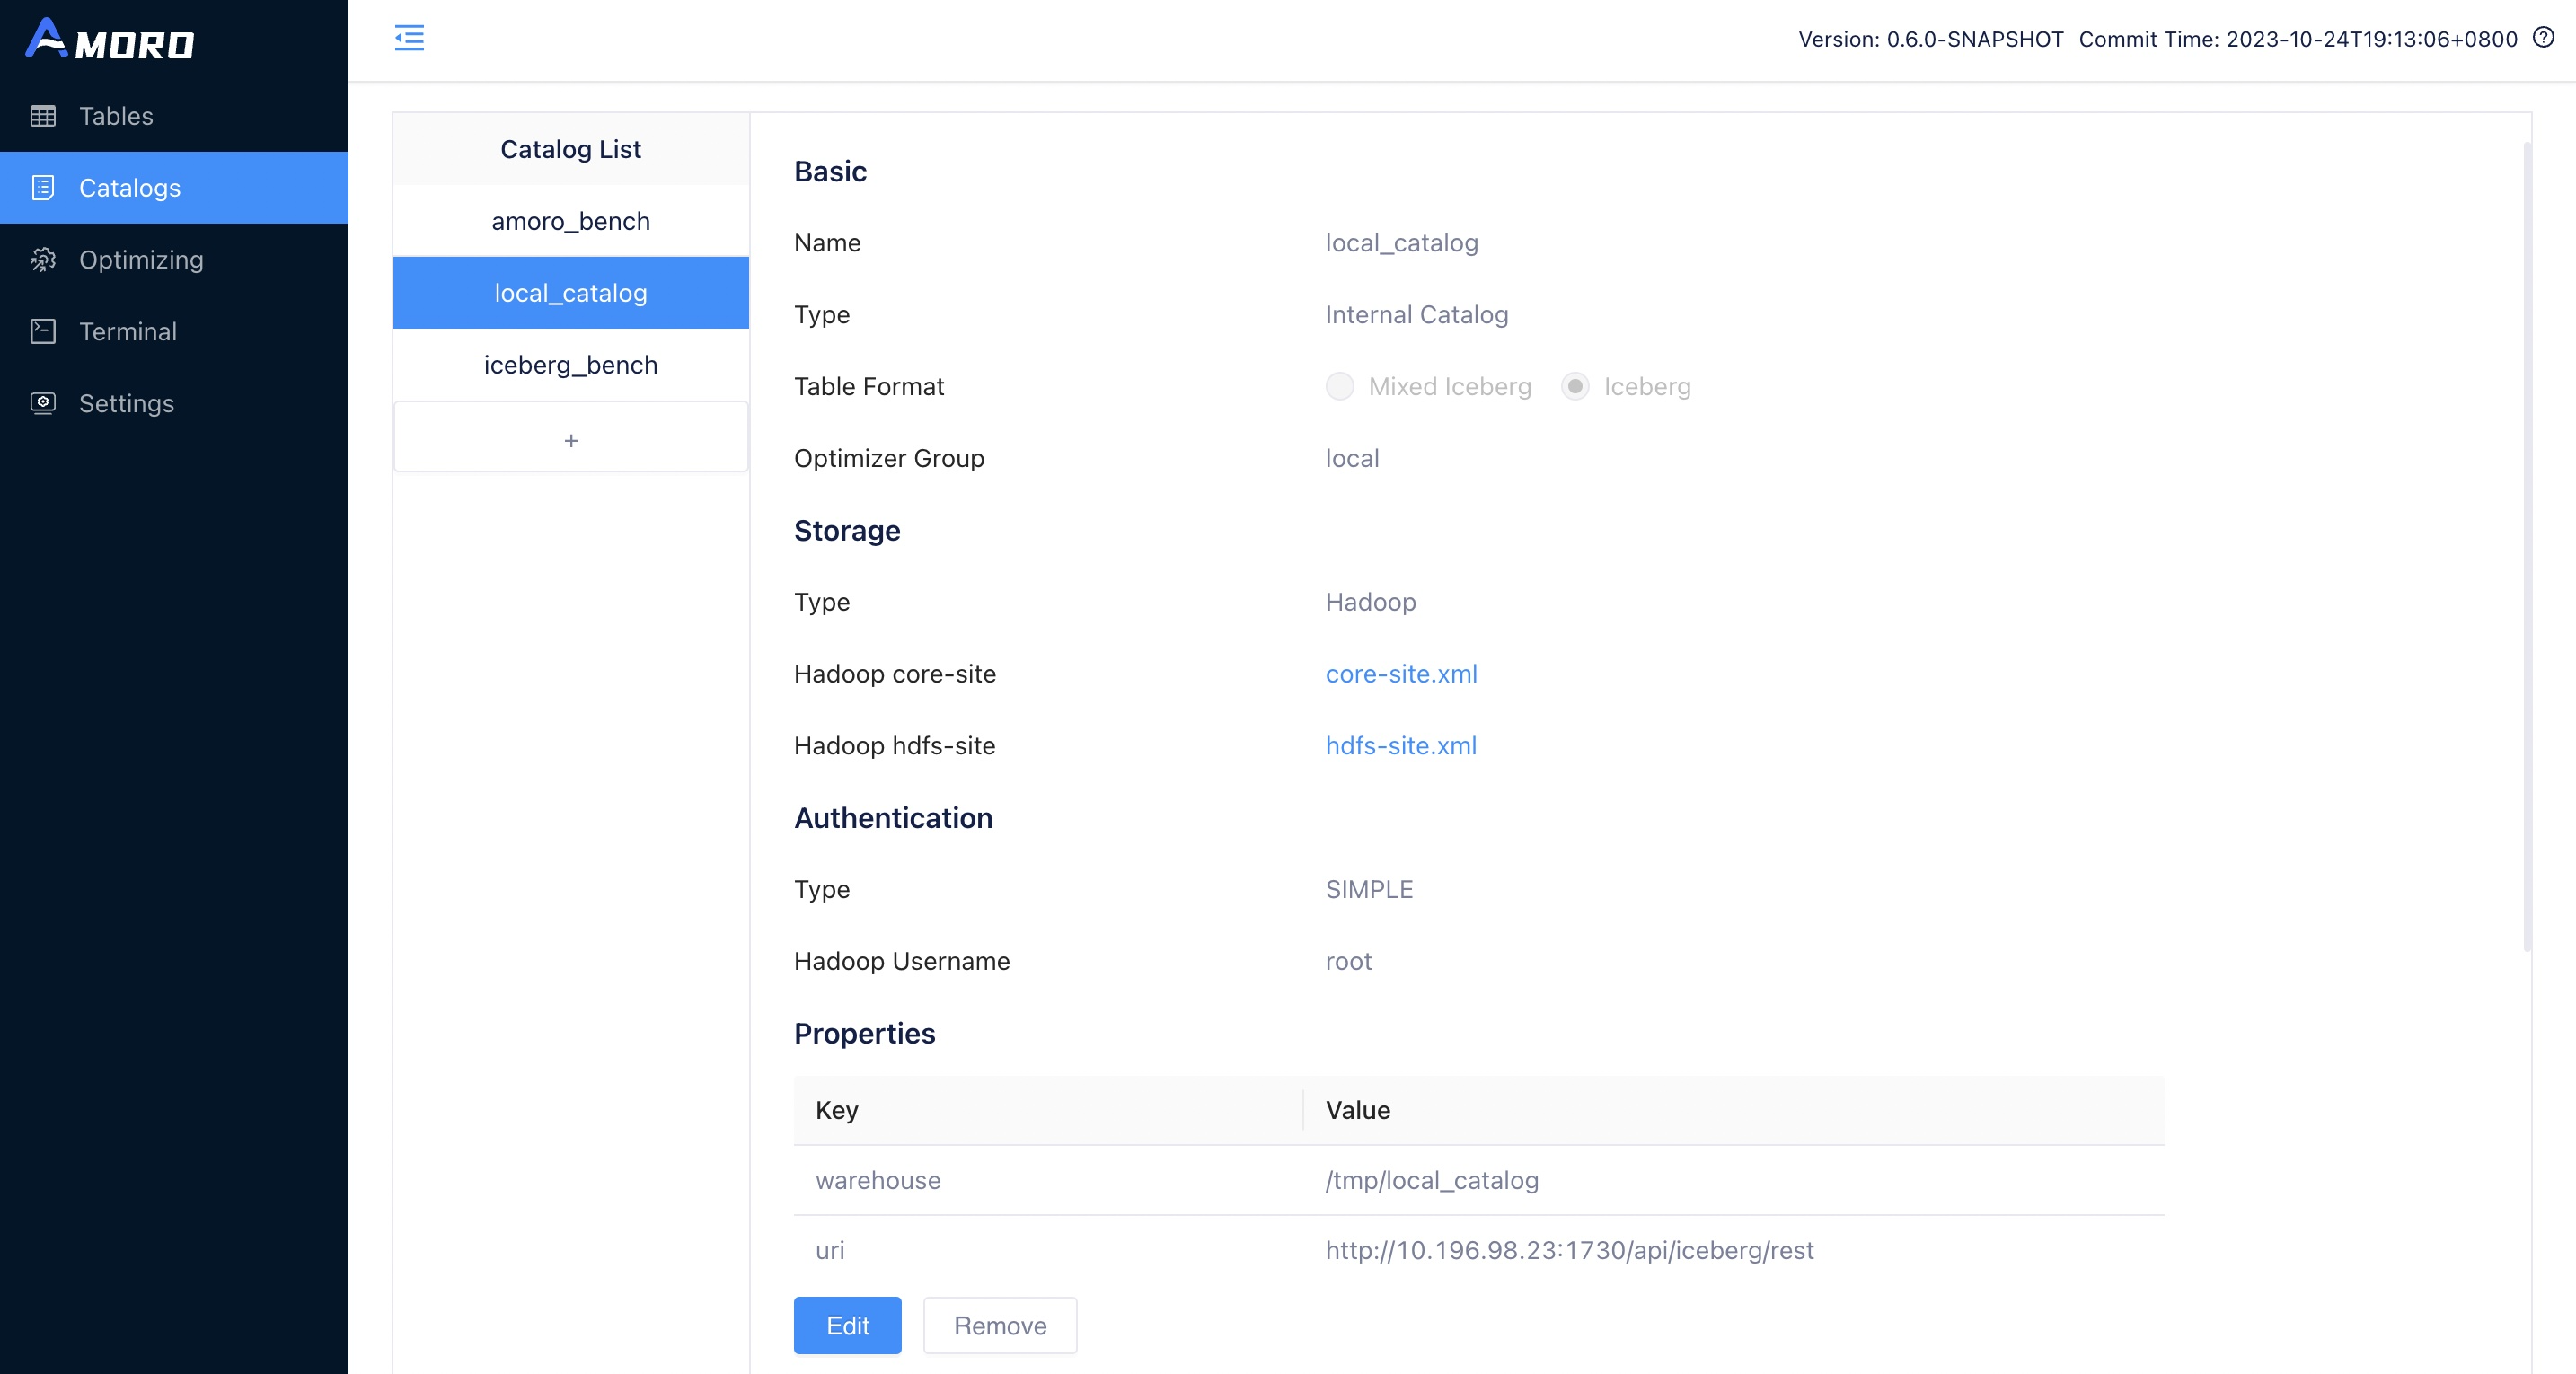 AMORO
Version: 0.6.0-SNAPSHOT Commit Time: 2023-10-24T19:13:06+0800
Tables
Catalogs
Optimizing
Terminal
Settings
Catalog List
amoro_bench
local_catalog
iceberg_bench
+
Basic
Name local_catalog
Type Internal Catalog
Table Format Mixed Iceberg Iceberg
Optimizer Group local
Storage
Type Hadoop
Hadoop core-site core-site.xml
Hadoop hdfs-site hdfs-site.xml
Authentication
Type SIMPLE
Hadoop Username root
Properties
Key Value
warehouse /tmp/local_catalog
uri http://10.196.98.23:1730/api/iceberg/rest
Edit Remove